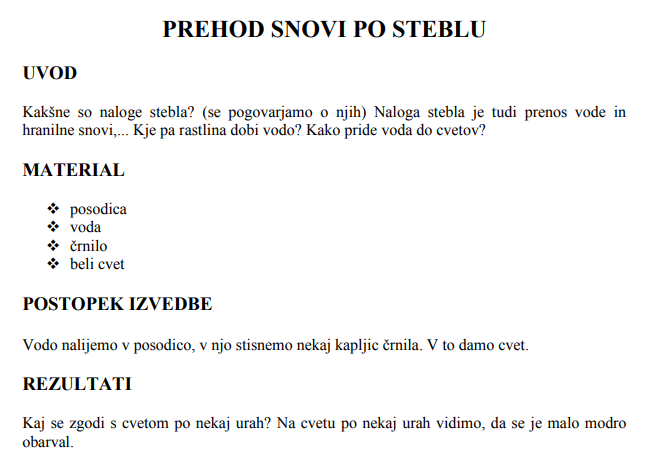 PREHOD SNOVI PO STEBLU
UVOD
Kakšne so naloge stebla? (se pogovarjamo o njih) Naloga stebla je tudi prenos vode in
hranilne snovi,... Kje pa rastlina dobi vodo? Kako pride voda do cvetov?
MATERIAL
❖ posodica
❖ voda
❖ črnilo
❖ beli cvet
POSTOPEK IZVEDBE
Vodo nalijemo v posodico, v njo stisnemo nekaj kapljic črnila. V to damo cvet.
REZULTATI
Kaj se zgodi s cvetom po nekaj urah? Na cvetu po nekaj urah vidimo, da se je malo modro
obarval.